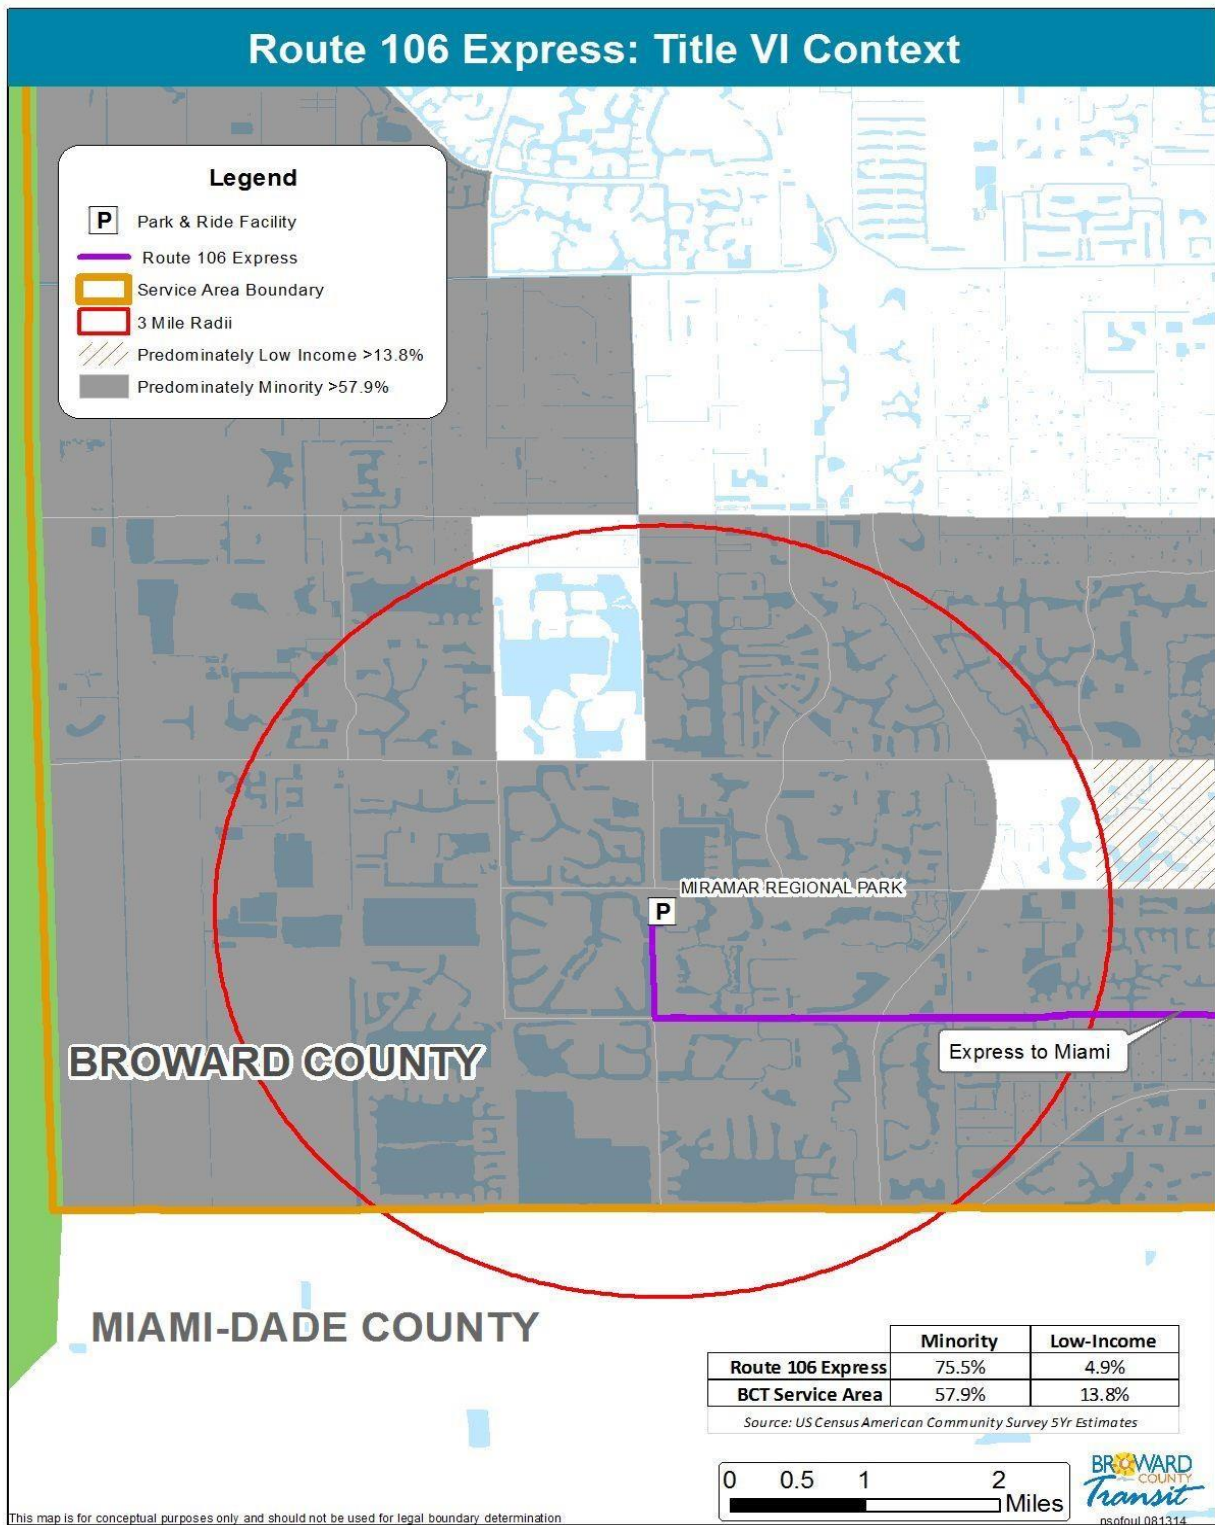 Route 106 Express: Title VI Context
Legend
P Park & Ride Facility
Route 106 Express
Service Area Boundary
3 Mile Radii
Predominately Low Income >13.8%
Predominately Minority >57.9%
MIRAMAR REGIONAL PARK
P
Express to Miami
BROWARD COUNTY
MIAMI-DADE COUNTY
Minority Low-Income
Route 106 Express 75.5% 4.9%
BCT Service Area 57.9% 13.8%
Source: US Census American Community Survey 5Yr Estimates
0 0.5 1 2
Miles
BROWARD
COUNTY
Transit
This map is for conceptual purposes only and should not be used for legal boundary determination
nsofoul 081314